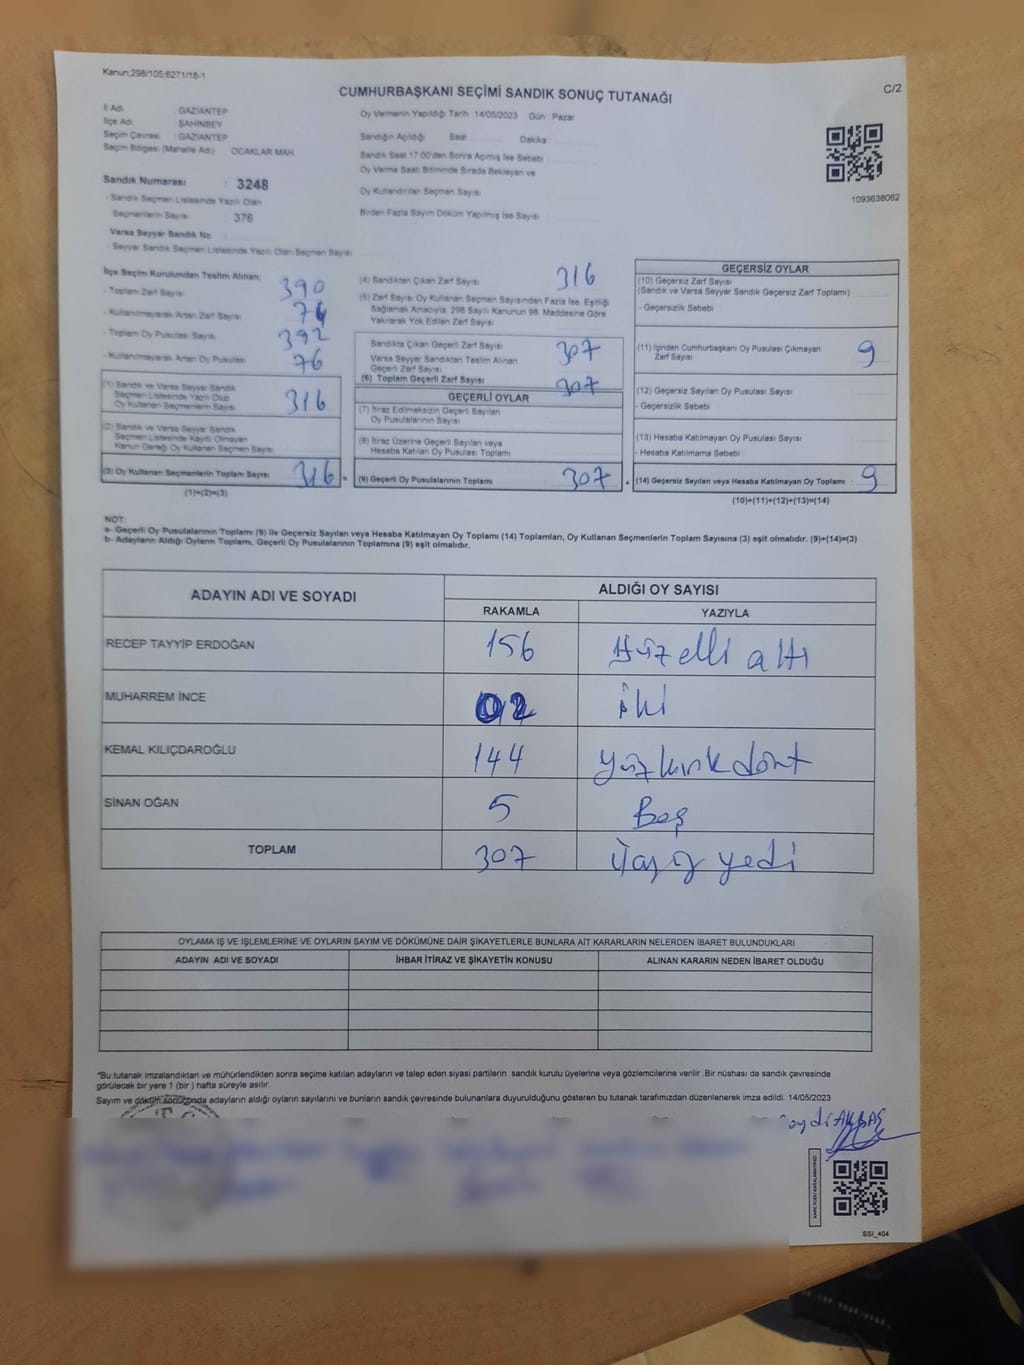 Kanun;298/105;6271/18-1
CUMHURBAŞKANI SEÇİMİ SANDIK SONUÇ TUTANAĞI
C/2
İl Adı : GAZİANTEP
İlçe Adı : ŞAHİNBEY
Seçim Çevresi : GAZİANTEP
Seçim Bölgesi (Mahalle Adı) : OCAKLAR MAH.
Sandık Numarası : 3248
- Sandık Seçmen Listesinde Yazılı Olan
Seçmenlerin Sayısı : 376
Varsa Seyyar Sandık No
- Seyyar Sandık Seçmen Listesinde Yazılı Olan Seçmen Sayısı
Oy Vermenin Yapıldığı Tarih : 14/05/2023 Gün : Pazar
Sandığın Açıldığı Saat Dakika
Sandık Saat 17:00'den Sonra Açılmış İse Sebebi
Oy Verme Saati Bitiminde Sırada Bekleyen ve
Oy Kullandırılan Seçmen Sayısı
Birden Fazla Sayım Döküm Yapılmış İse Sayısı
1093638062
İlçe Seçim Kurulundan Teslim Alınan;
- Toplam Zarf Sayısı 390
- Kullanılmayarak Artan Zarf Sayısı 74
- Toplam Oy Pusulası Sayısı 392
- Kullanılmayarak Artan Oy Pusulası 76
(1) Sandık ve Varsa Seyyar Sandık
Seçmen Listesinde Yazılı Olup
Oy Kullanan Seçmenlerin Sayısı 316
(2) Sandık ve Varsa Seyyar Sandık
Seçmen Listesinde Kayıtlı Olmayan
Kanun Gereği Oy Kullanan Seçmen Sayısı
(3) Oy Kullanan Seçmenlerin Toplam Sayısı 316
(1)+(2)=(3)
(4) Sandıktan Çıkan Zarf Sayısı 316
(5) Zarf Sayısı Oy Kullanan Seçmen Sayısından Fazla İse, Eşitliği
Sağlamak Amacıyla, 298 Sayılı Kanunun 98. Maddesine Göre
Yakılarak Yok Edilen Zarf Sayısı
Sandıkta Çıkan Geçerli Zarf Sayısı 307
Varsa Seyyar Sandıktan Teslim Alınan
Geçerli Zarf Sayısı
(6) Toplam Geçerli Zarf Sayısı 307
GEÇERLİ OYLAR
(7) İtiraz Edilmeksizin Geçerli Sayılan
Oy Pusulalarının Sayısı
(8) İtiraz Üzerine Geçerli Sayılan veya
Hesaba Katılan Oy Pusulaları Toplamı
(9) Geçerli Oy Pusulalarının Toplamı 307
GEÇERSİZ OYLAR
(10) Geçersiz Zarf Sayısı
(Sandık ve Varsa Seyyar Sandık Geçersiz Zarf Toplamı)
- Geçersizlik Sebebi
(11) İçinden Cumhurbaşkanı Oy Pusulası Çıkmayan
Zarf Sayısı 9
(12) Geçersiz Sayılan Oy Pusulası Sayısı
- Geçersizlik Sebebi
(13) Hesaba Katılmayan Oy Pusulası Sayısı
- Hesaba Katılmama Sebebi
(14) Geçersiz Sayılan veya Hesaba Katılmayan Oy Toplamı : 9
(10)+(11)+(12)+(13)=(14)
NOT:
a- Geçerli Oy Pusulalarının Toplamı (9) ile Geçersiz Sayılan veya Hesaba Katılmayan Oy Toplamı (14) Toplamları, Oy Kullanan Seçmenlerin Toplam Sayısına (3) eşit olmalıdır. (9)+(14)=(3)
b- Adayların Aldığı Oyların Toplamı, Geçerli Oy Pusulalarının Toplamına (9) eşit olmalıdır.
ADAYIN ADI VE SOYADI
ALDIĞI OY SAYISI
RAKAMLA YAZIYLA
RECEP TAYYİP ERDOĞAN 156 Yüz elli altı
MUHARREM İNCE 02 iki
KEMAL KILIÇDAROĞLU 144 Yüz kırk dört
SİNAN OĞAN 5 Beş
TOPLAM 307 Üçyüz yedi
OYLAMA İŞ VE İŞLEMLERİNE VE OYLARIN SAYIM VE DÖKÜMÜNE DAİR ŞİKAYETLERLE BUNLARA AİT KARARLARIN NELERDEN İBARET BULUNDUKLARI
ADAYIN ADI VE SOYADI İHBAR İTİRAZ VE ŞİKAYETİN KONUSU ALINAN KARARIN NEDEN İBARET OLDUĞU
*Bu tutanak imzalandıktan ve mühürlendikten sonra seçime katılan adayların ve talep eden siyasi partilerin sandık kurulu üyelerine veya gözlemcilerine verilir .Bir nüshası da sandık çevresinde
görülecek bir yere 1 (bir ) hafta süreyle asılır.
Sayım ve döküm sonucunda adayların aldığı oyların sayılarını ve bunların sandık çevresinde bulunanlara duyurulduğunu gösteren bu tutanak tarafımızdan düzenlenerek imza edildi. 14/05/2023
SSI_404